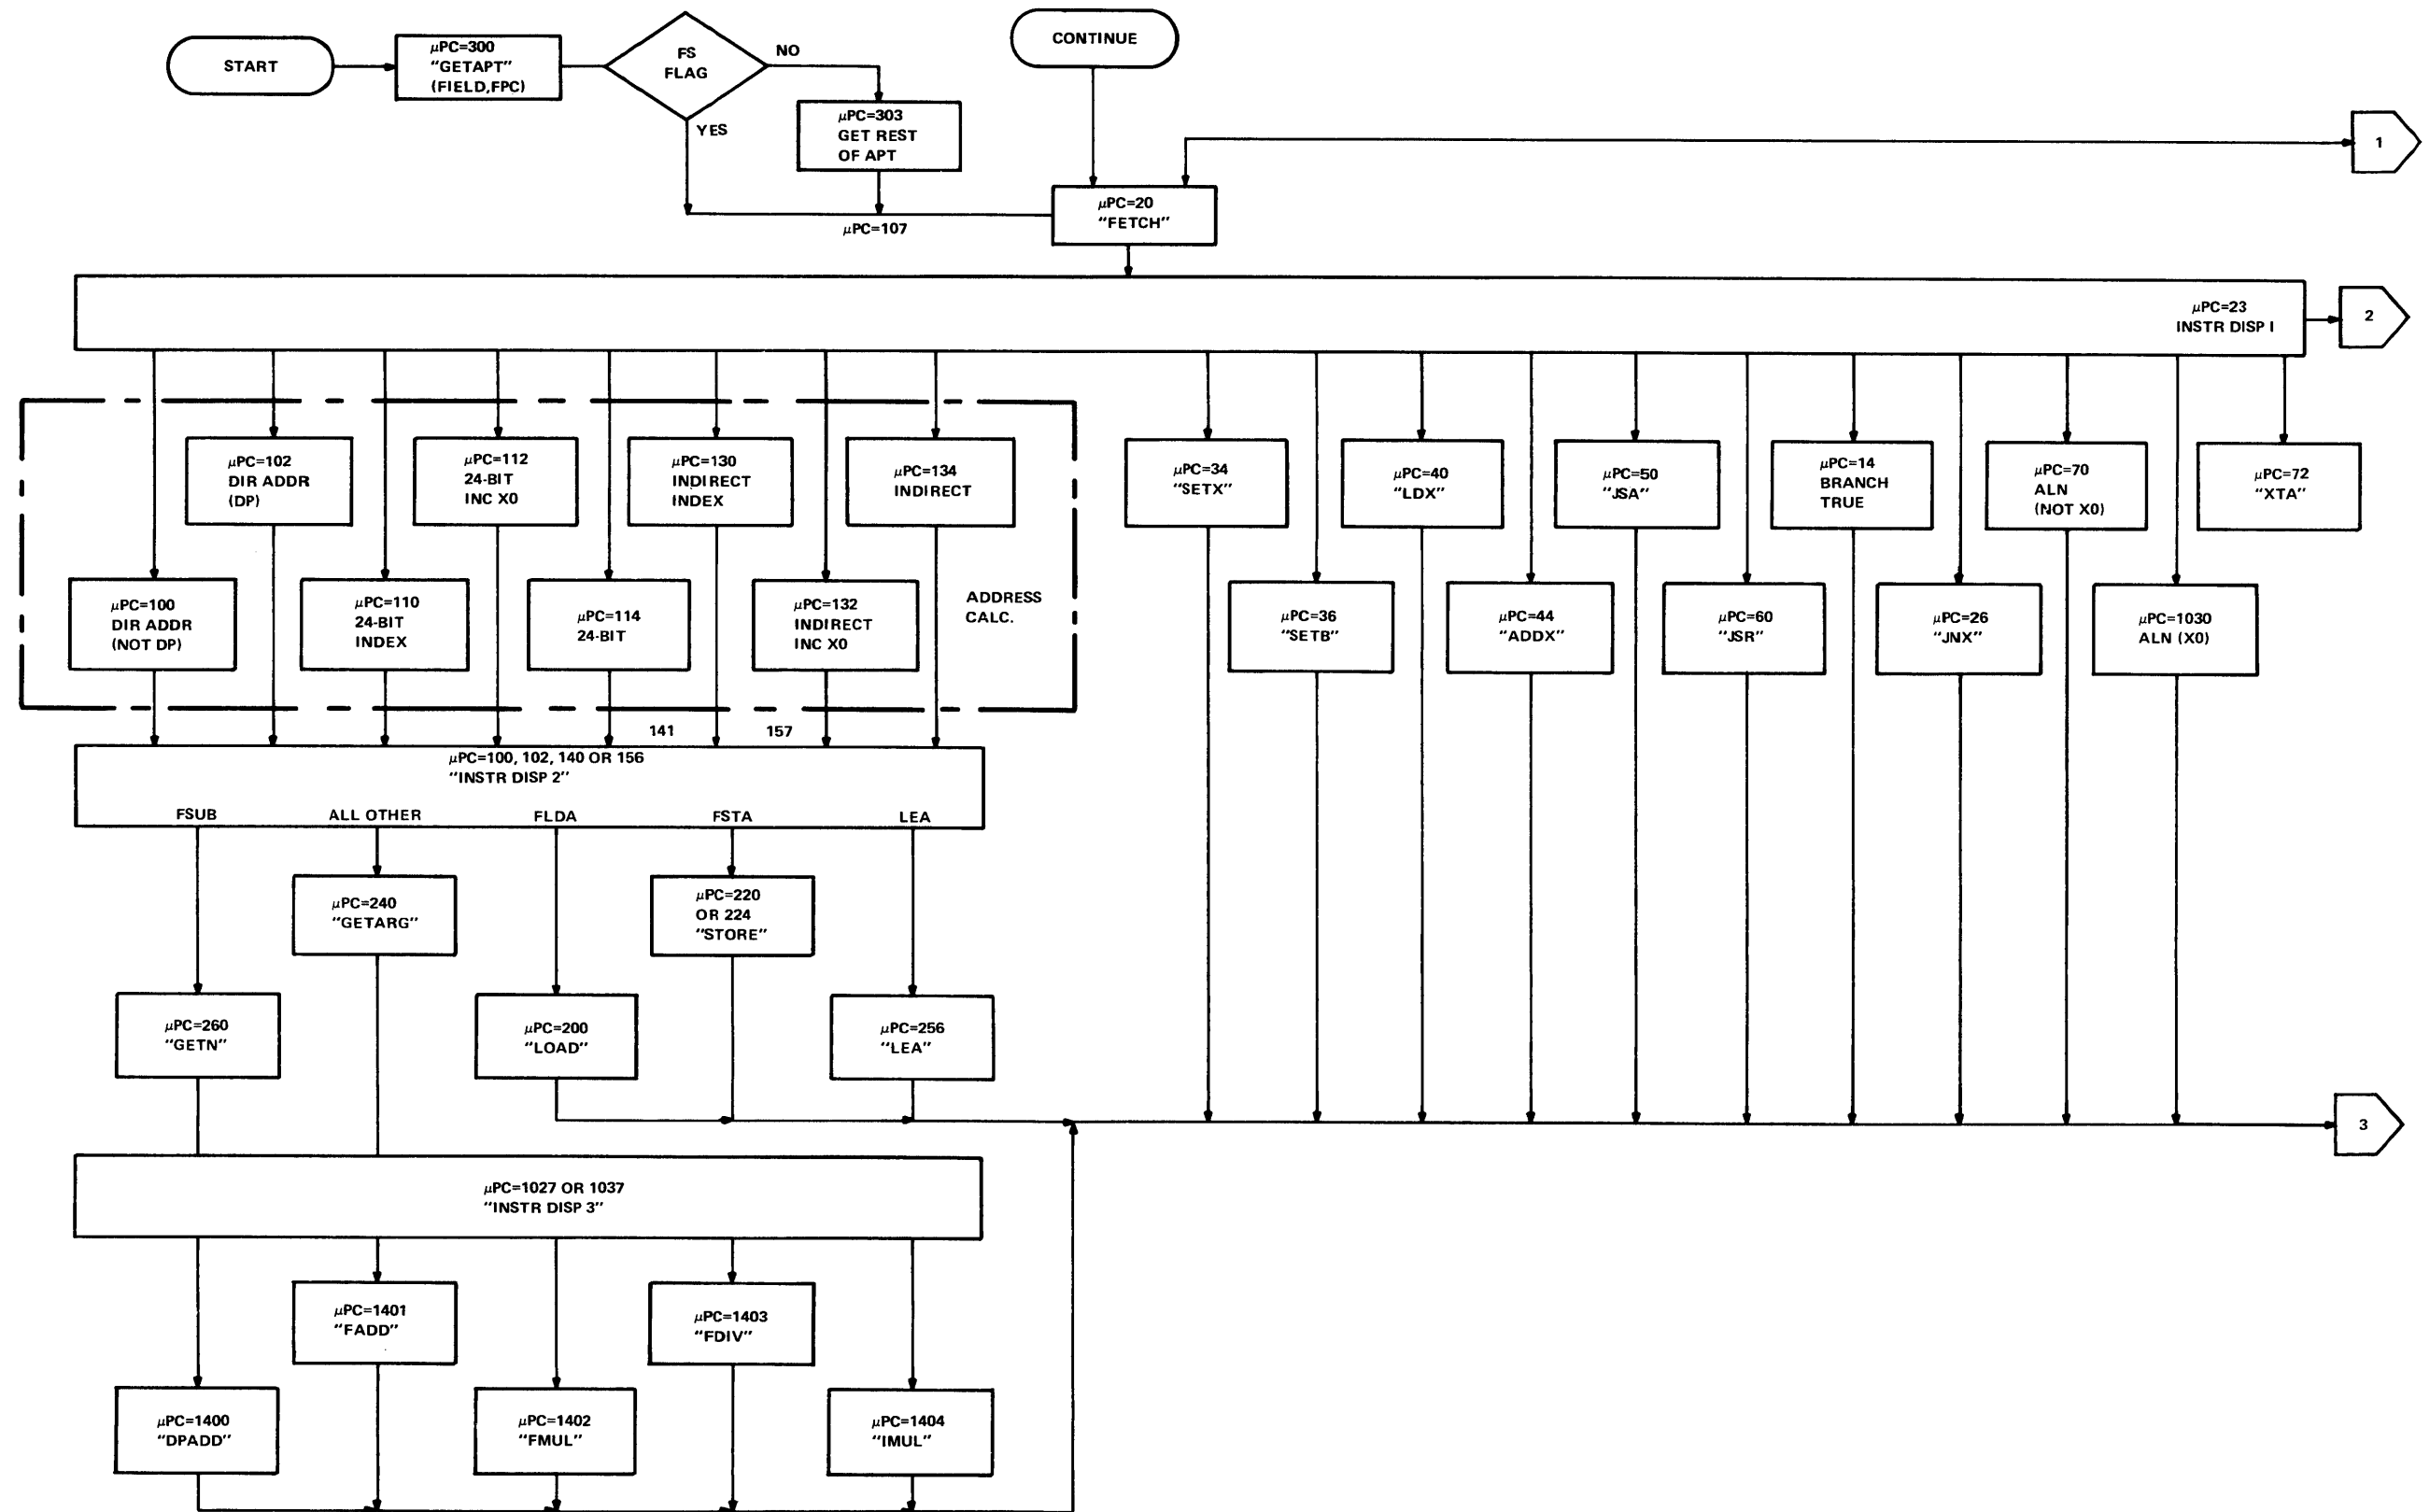 START
μPC=300
"GETAPT"
(FIELD,FPC)
FS
FLAG
NO
YES
μPC=303
GET REST
OF APT
CONTINUE
1
μPC=20
"FETCH"
μPC=107
μPC=23
INSTR DISP I
2
μPC=102
DIR ADDR
(DP)
μPC=112
24-BIT
INC X0
μPC=130
INDIRECT
INDEX
μPC=134
INDIRECT
μPC=34
"SETX"
μPC=40
"LDX"
μPC=50
"JSA"
μPC=14
BRANCH
TRUE
μPC=70
ALN
(NOT X0)
μPC=72
"XTA"
μPC=100
DIR ADDR
(NOT DP)
μPC=110
24-BIT
INDEX
μPC=114
24-BIT
μPC=132
INDIRECT
INC X0
ADDRESS
CALC.
μPC=36
"SETB"
μPC=44
"ADDX"
μPC=60
"JSR"
μPC=26
"JNX"
μPC=1030
ALN (X0)
141
157
μPC=100, 102, 140 OR 156
"INSTR DISP 2"
FSUB
ALL OTHER
FLDA
FSTA
LEA
μPC=240
"GETARG"
μPC=220
OR 224
"STORE"
μPC=260
"GETN"
μPC=200
"LOAD"
μPC=256
"LEA"
3
μPC=1027 OR 1037
"INSTR DISP 3"
μPC=1401
"FADD"
μPC=1403
"FDIV"
μPC=1400
"DPADD"
μPC=1402
"FMUL"
μPC=1404
"IMUL"